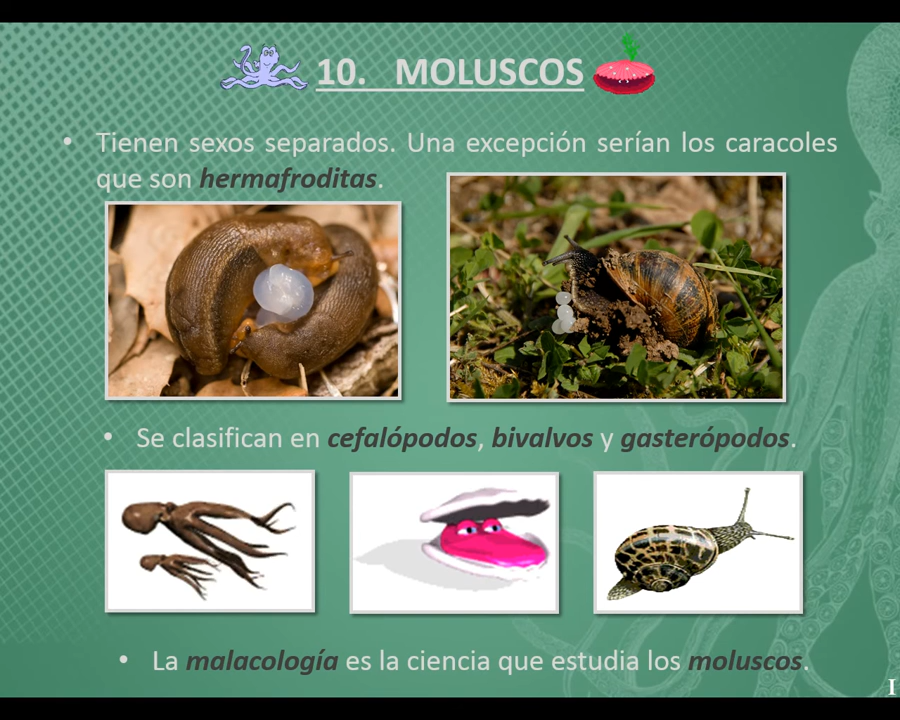 10. MOLUSCOS
• Tienen sexos separados. Una excepción serían los caracoles
que son hermafroditas.
• Se clasifican en cefalópodos, bivalvos y gasterópodos.
• La malacología es la ciencia que estudia los moluscos.
I